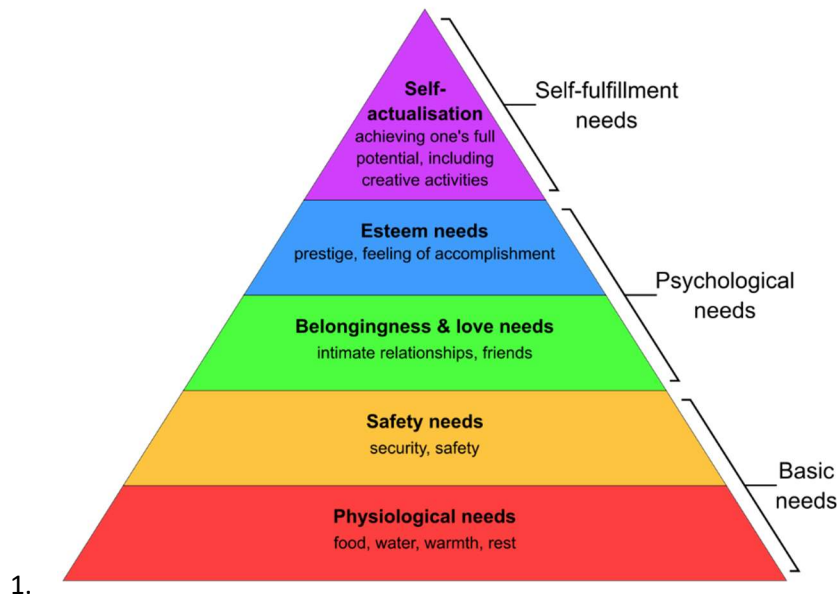 Self-
actualisation
achieving one's full
potential, including
creative activities
Self-fulfillment
needs
Esteem needs
prestige, feeling of accomplishment
Psychological
needs
Belongingness & love needs
intimate relationships, friends
Safety needs
security, safety
Basic
needs
Physiological needs
food, water, warmth, rest
1.